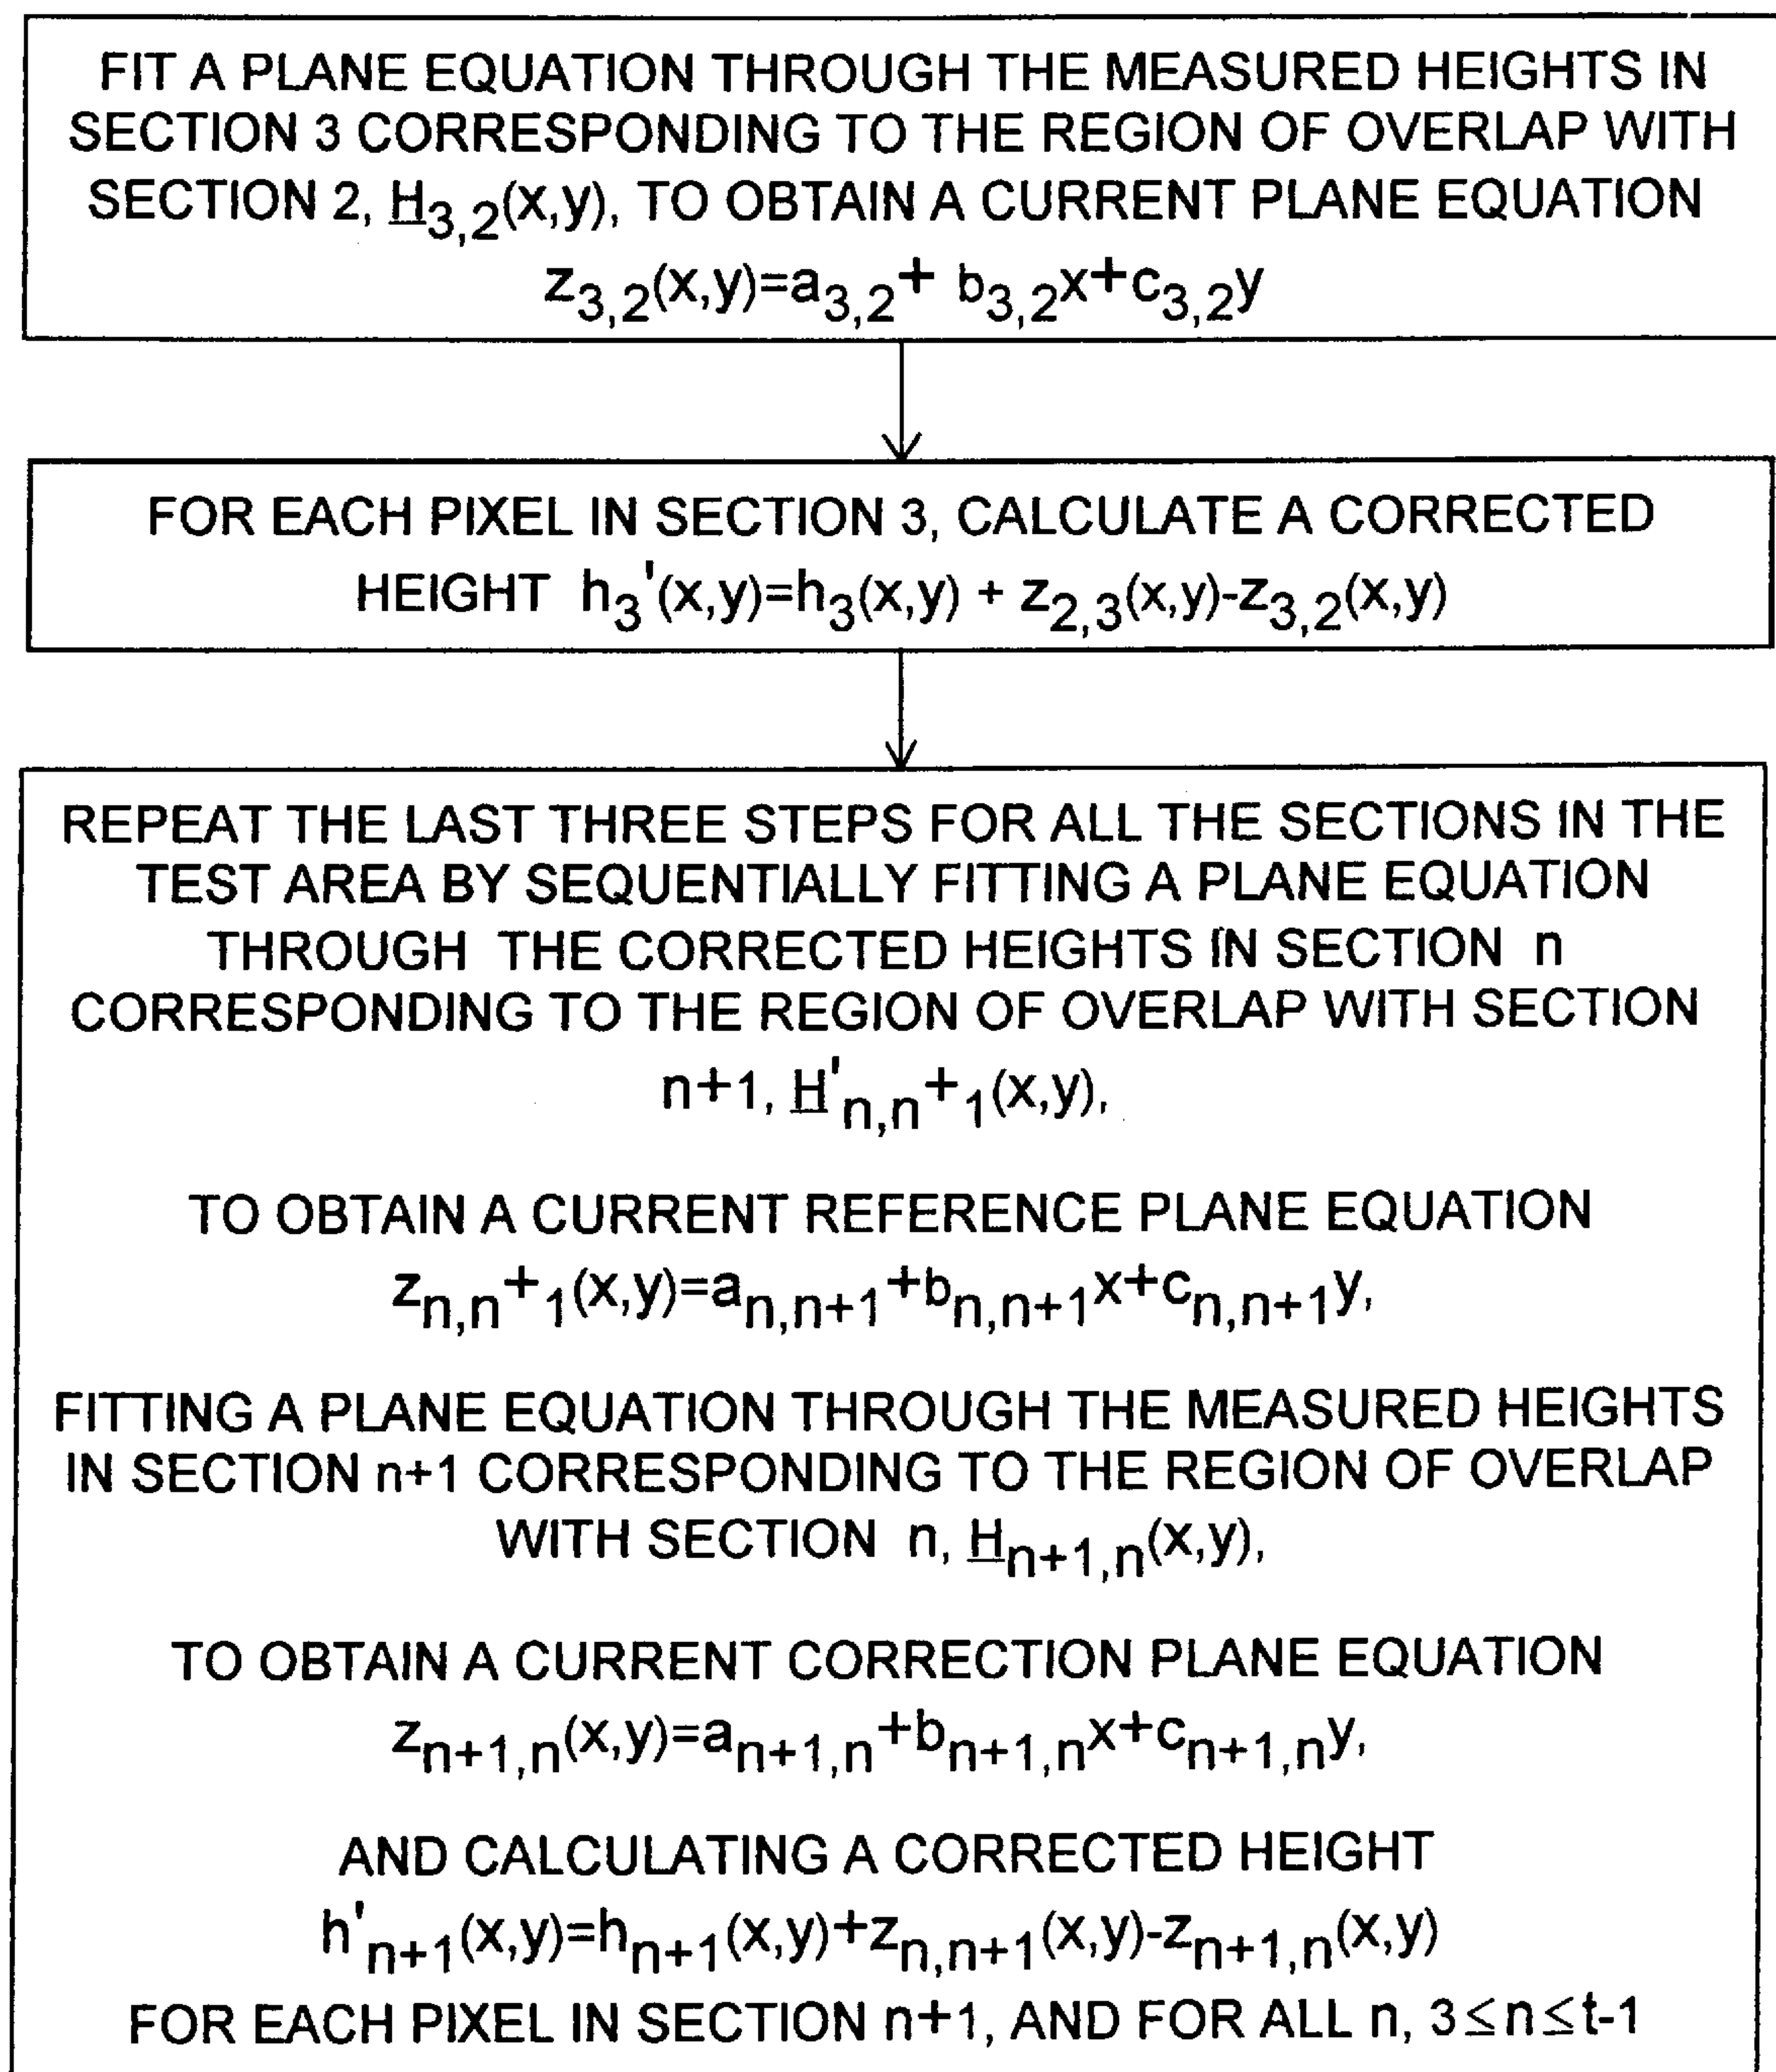 FIT A PLANE EQUATION THROUGH THE MEASURED HEIGHTS IN
SECTION 3 CORRESPONDING TO THE REGION OF OVERLAP WITH
SECTION 2, H₃,₂(x,y), TO OBTAIN A CURRENT PLANE EQUATION
z₃,₂(x,y)=a₃,₂+ b₃,₂x+c₃,₂y
FOR EACH PIXEL IN SECTION 3, CALCULATE A CORRECTED
HEIGHT h₃'(x,y)=h₃(x,y) + z₂,₃(x,y)-z₃,₂(x,y)
REPEAT THE LAST THREE STEPS FOR ALL THE SECTIONS IN THE
TEST AREA BY SEQUENTIALLY FITTING A PLANE EQUATION
THROUGH THE CORRECTED HEIGHTS IN SECTION n
CORRESPONDING TO THE REGION OF OVERLAP WITH SECTION
n+1, H'ₙ,ₙ+₁(x,y),
TO OBTAIN A CURRENT REFERENCE PLANE EQUATION
zₙ,ₙ+₁(x,y)=aₙ,ₙ₊₁+bₙ,ₙ₊₁x+cₙ,ₙ₊₁y,
FITTING A PLANE EQUATION THROUGH THE MEASURED HEIGHTS
IN SECTION n+1 CORRESPONDING TO THE REGION OF OVERLAP
WITH SECTION n, Hₙ₊₁,ₙ(x,y),
TO OBTAIN A CURRENT CORRECTION PLANE EQUATION
zₙ₊₁,ₙ(x,y)=aₙ₊₁,ₙ+bₙ₊₁,ₙx+cₙ₊₁,ₙy,
AND CALCULATING A CORRECTED HEIGHT
h'ₙ₊₁(x,y)=hₙ₊₁(x,y)+zₙ,ₙ₊₁(x,y)-zₙ₊₁,ₙ(x,y)
FOR EACH PIXEL IN SECTION n+1, AND FOR ALL n, 3≤n≤t-1